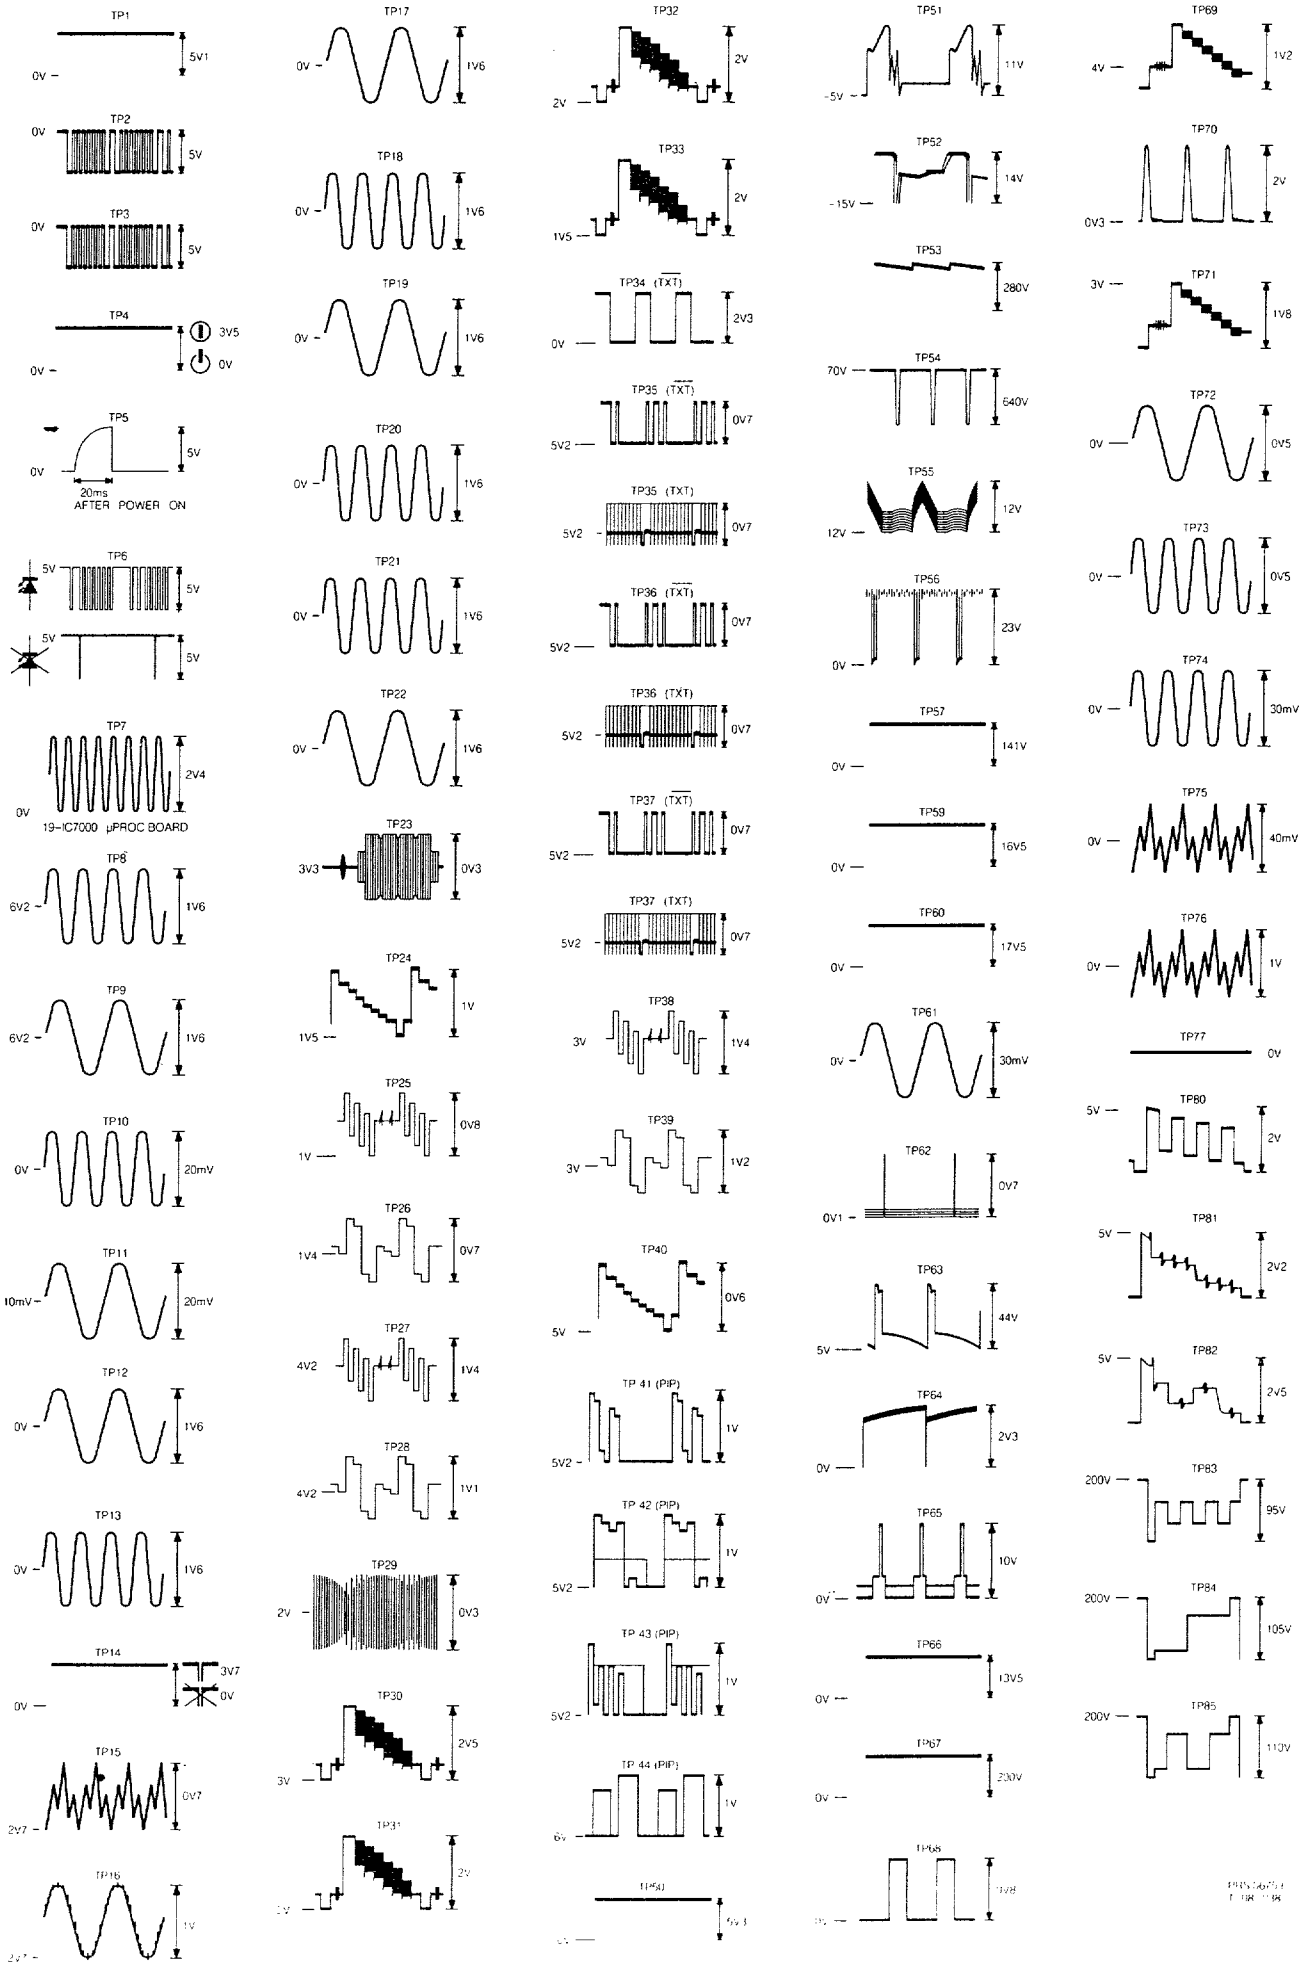 TP1
5V1
0V
TP2
0V
5V
TP3
0V
5V
TP4
3V5
0V
0V
TP5
5V
0V
20ms
AFTER POWER ON
TP6
5V
5V
5V
5V
TP7
2V4
0V
19-IC7000 µPROC BOARD
TP8
6V2
1V6
TP9
6V2
1V6
TP10
0V
20mV
TP11
20mV
TP12
0V
1V6
TP13
0V
1V6
TP14
3V7
0V
0V
TP15
0V7
2V7
TP16
1V
2V7
TP17
0V
1V6
TP18
0V
1V6
TP19
0V
1V6
TP20
0V
1V6
TP21
0V
1V6
TP22
0V
1V6
TP23
3V3
0V3
TP24
1V
1V5
TP25
0V8
1V
TP26
1V4
0V7
TP27
4V2
1V4
TP28
4V2
1V1
TP29
2V
0V3
TP30
2V5
3V
TP31
2V
TP32
2V
2V
TP33
2V
1V5
TP34 (TXT)
2V3
0V
TP35 (TXT)
0V7
5V2
TP35 (TXT)
5V2
0V7
TP36 (TXT)
0V7
5V2
TP36 (TXT)
5V2
0V7
TP37 (TXT)
0V7
5V2
TP37 (TXT)
5V2
0V7
TP38
3V
1V4
TP39
3V
1V2
TP40
0V6
5V
TP 41 (PIP)
1V
5V2
TP 42 (PIP)
1V
5V2
TP 43 (PIP)
1V
5V2
TP 44 (PIP)
1V
6V
TP50
5V3
TP51
11V
-5V
TP52
14V
-15V
TP53
280V
TP54
70V
640V
TP55
12V
12V
TP56
23V
0V
TP57
141V
0V
TP59
16V5
0V
TP60
17V5
0V
TP61
0V
30mV
TP62
0V7
0V1
TP63
44V
5V
TP64
2V3
0V
TP65
10V
0V
TP66
13V5
0V
TP67
200V
0V
TP68
0V
TP69
4V
1V2
TP70
2V
0V3
TP71
3V
1V8
TP72
0V
0V5
TP73
0V
0V5
TP74
0V
30mV
TP75
0V
40mV
TP76
0V
1V
TP77
0V
TP80
5V
2V
TP81
5V
2V2
TP82
5V
2V5
TP83
200V
95V
TP84
200V
105V
TP85
200V
110V